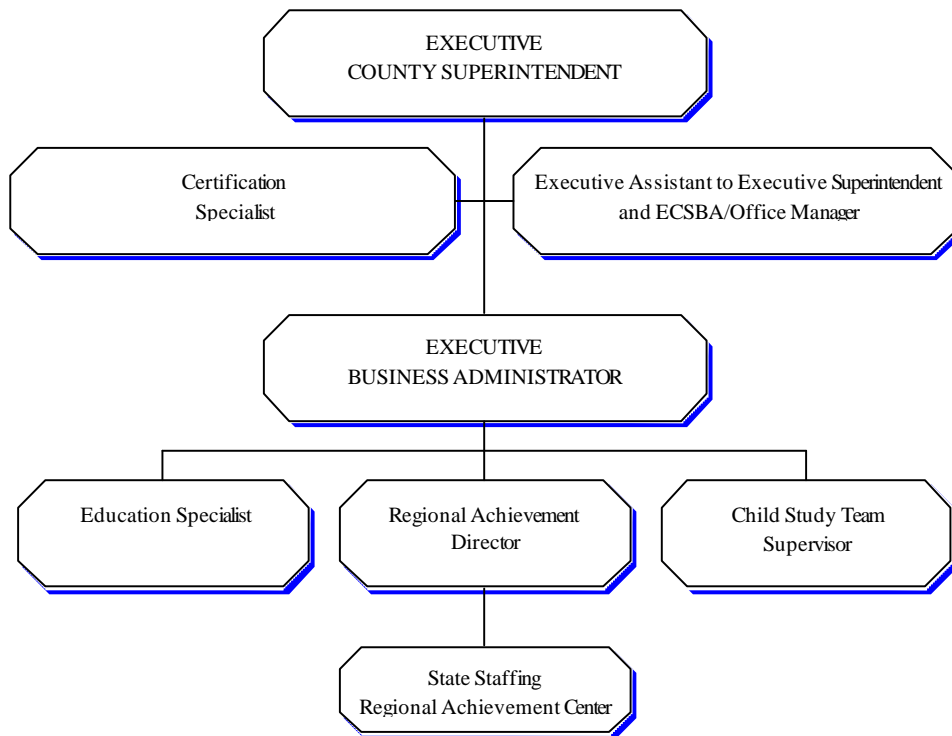 EXECUTIVE
COUNTY SUPERINTENDENT
Certification
Specialist
Executive Assistant to Executive Superintendent
and ECSBA/Office Manager
EXECUTIVE
BUSINESS ADMINISTRATOR
Education Specialist
Regional Achievement
Director
Child Study Team
Supervisor
State Staffing
Regional Achievement Center